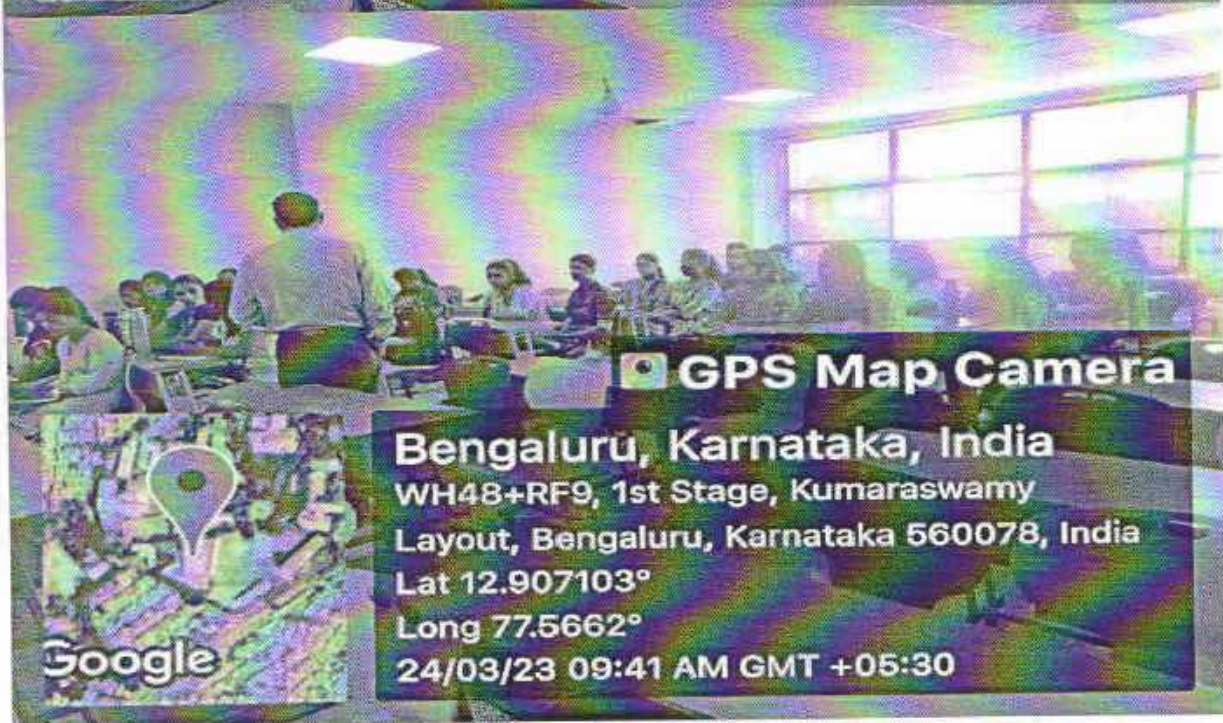 GPS Map Camera
Bengaluru, Karnataka, India
WH48+RF9, 1st Stage, Kumaraswamy
Layout, Bengaluru, Karnataka 560078, India
Lat 12.907103°
Long 77.5662°
24/03/23 09:41 AM GMT +05:30
Google